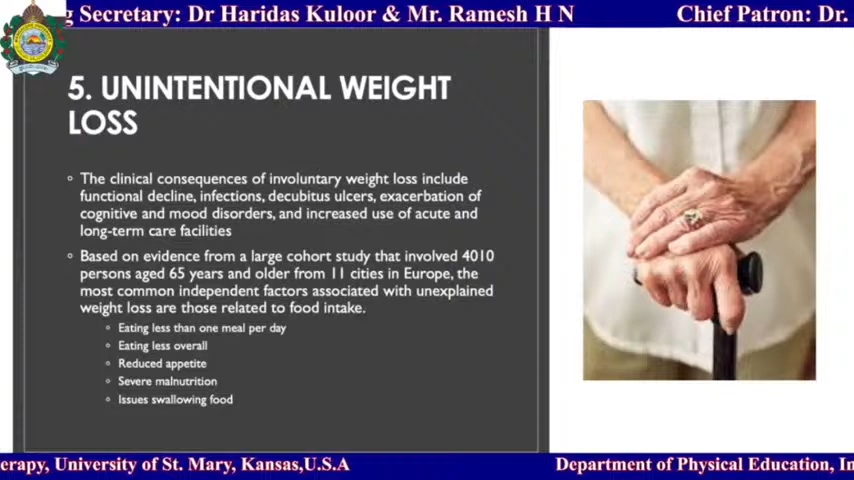 g Secretary: Dr Haridas Kuloor & Mr. Ramesh H N
Chief Patron: Dr.
5. UNINTENTIONAL WEIGHT
LOSS
The clinical consequences of involuntary weight loss include
functional decline, infections, decubitus ulcers, exacerbation of
cognitive and mood disorders, and increased use of acute and
long-term care facilities
Based on evidence from a large cohort study that involved 4010
persons aged 65 years and older from 11 cities in Europe, the
most common independent factors associated with unexplained
weight loss are those related to food intake.
Eating less than one meal per day
Eating less overall
Reduced appetite
Severe malnutrition
Issues swallowing food
erapy, University of St. Mary, Kansas,U.S.A
Department of Physical Education, In